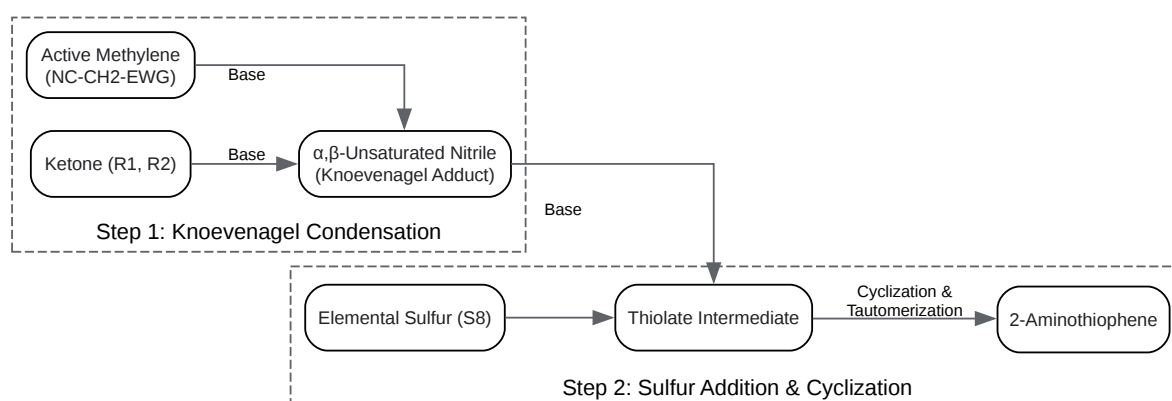 Active Methylene
(NC-CH2-EWG)
Base
Ketone (R1, R2)
Base
α,β-Unsaturated Nitrile
(Knoevenagel Adduct)
Step 1: Knoevenagel Condensation
Base
Elemental Sulfur (S8)
Thiolate Intermediate
Cyclization &
Tautomerization
2-Aminothiophene
Step 2: Sulfur Addition & Cyclization